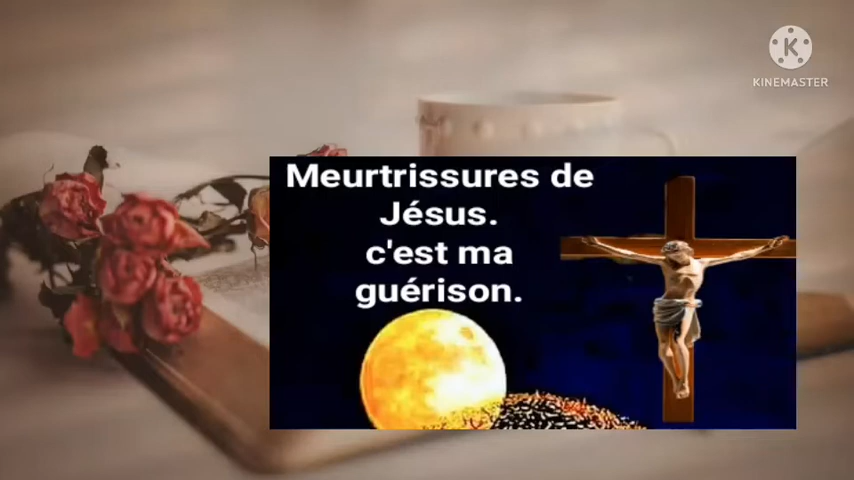 KINEMASTER
Meurtrissures de
Jésus.
c'est ma
guérison.